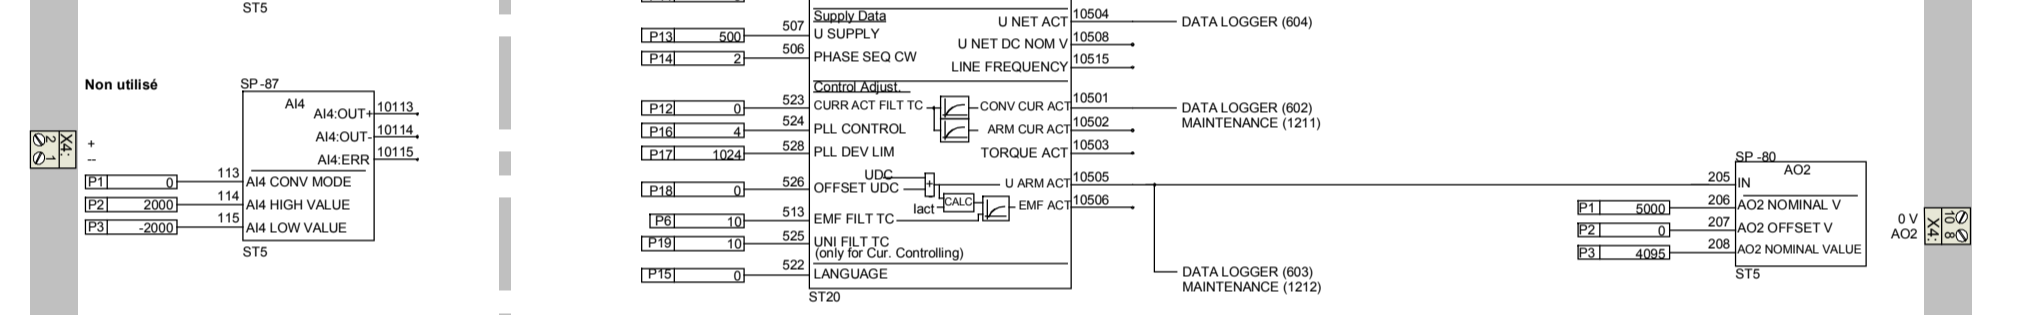 ST5
Non utilisé
SP -87
AI4
AI4:OUT+ 10113
AI4:OUT- 10114
AI4:ERR 10115
X4:
2 1
+
--
P1 0 113 AI4 CONV MODE
P2 2000 114 AI4 HIGH VALUE
P3 -2000 115 AI4 LOW VALUE
ST5
Supply Data
P13 500 507 U SUPPLY
P14 2 506 PHASE SEQ CW
U NET ACT 10504 DATA LOGGER (604)
U NET DC NOM V 10508
LINE FREQUENCY 10515
Control Adjust.
P12 0 523 CURR ACT FILT TC CONV CUR ACT 10501 DATA LOGGER (602)
MAINTENANCE (1211)
P16 4 524 PLL CONTROL ARM CUR ACT 10502
P17 1024 528 PLL DEV LIM TORQUE ACT 10503
UDC
P18 0 526 OFFSET UDC + U ARM ACT 10505
Iact CALC EMF ACT 10506
P6 10 513 EMF FILT TC
P19 10 525 UNI FILT TC
(only for Cur. Controlling)
P15 0 522 LANGUAGE
ST20
DATA LOGGER (603)
MAINTENANCE (1212)
SP -80
AO2
205 IN
P1 5000 206 AO2 NOMINAL V
P2 0 207 AO2 OFFSET V
P3 4095 208 AO2 NOMINAL VALUE
ST5
0 V
AO2
X4:
10 8